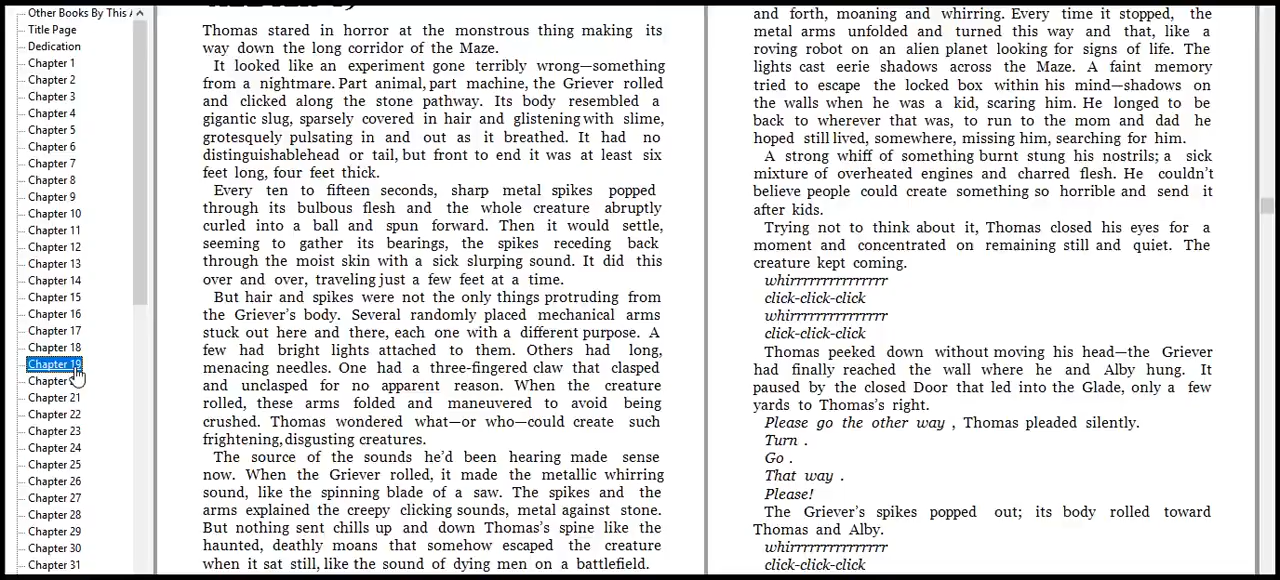 Other Books By This A
Title Page
Dedication
Chapter 1
Chapter 2
Chapter 3
Chapter 4
Chapter 5
Chapter 6
Chapter 7
Chapter 8
Chapter 9
Chapter 10
Chapter 11
Chapter 12
Chapter 13
Chapter 14
Chapter 15
Chapter 16
Chapter 17
Chapter 18
Chapter 19
Chapter
Chapter 21
Chapter 22
Chapter 23
Chapter 24
Chapter 25
Chapter 26
Chapter 27
Chapter 28
Chapter 29
Chapter 30
Chapter 31
Thomas stared in horror at the monstrous thing making its
way down the long corridor of the Maze.
It looked like an experiment gone terribly wrong—something
from a nightmare. Part animal, part machine, the Griever rolled
and clicked along the stone pathway. Its body resembled a
gigantic slug, sparsely covered in hair and glistening with slime,
grotesquely pulsating in and out as it breathed. It had no
distinguishablehead or tail, but front to end it was at least six
feet long, four feet thick.
Every ten to fifteen seconds, sharp metal spikes popped
through its bulbous flesh and the whole creature abruptly
curled into a ball and spun forward. Then it would settle,
seeming to gather its bearings, the spikes receding back
through the moist skin with a sick slurping sound. It did this
over and over, traveling just a few feet at a time.
But hair and spikes were not the only things protruding from
the Griever's body. Several randomly placed mechanical arms
stuck out here and there, each one with a different purpose. A
few had bright lights attached to them. Others had long,
menacing needles. One had a three-fingered claw that clasped
and unclasped for no apparent reason. When the creature
rolled, these arms folded and maneuvered to avoid being
crushed. Thomas wondered what—or who—could create such
frightening, disgusting creatures.
The source of the sounds he'd been hearing made sense
now. When the Griever rolled, it made the metallic whirring
sound, like the spinning blade of a saw. The spikes and the
arms explained the creepy clicking sounds, metal against stone.
But nothing sent chills up and down Thomas's spine like the
haunted, deathly moans that somehow escaped the creature
when it sat still, like the sound of dying men on a battlefield.
and forth, moaning and whirring. Every time it stopped, the
metal arms unfolded and turned this way and that, like a
roving robot on an alien planet looking for signs of life. The
lights cast eerie shadows across the Maze. A faint memory
tried to escape the locked box within his mind—shadows on
the walls when he was a kid, scaring him. He longed to be
back to wherever that was, to run to the mom and dad he
hoped still lived, somewhere, missing him, searching for him.
A strong whiff of something burnt stung his nostrils; a sick
mixture of overheated engines and charred flesh. He couldn't
believe people could create something so horrible and send it
after kids.
Trying not to think about it, Thomas closed his eyes for a
moment and concentrated on remaining still and quiet. The
creature kept coming.
whirrrrrrrrrrrrrrrr
click-click-click
whirrrrrrrrrrrrrrrr
click-click-click
Thomas peeked down without moving his head—the Griever
had finally reached the wall where he and Alby hung. It
paused by the closed Door that led into the Glade, only a few
yards to Thomas's right.
Please go the other way , Thomas pleaded silently.
Turn .
Go .
That way .
Please!
The Griever's spikes popped out; its body rolled toward
Thomas and Alby.
whirrrrrrrrrrrrrrrr
click-click-click